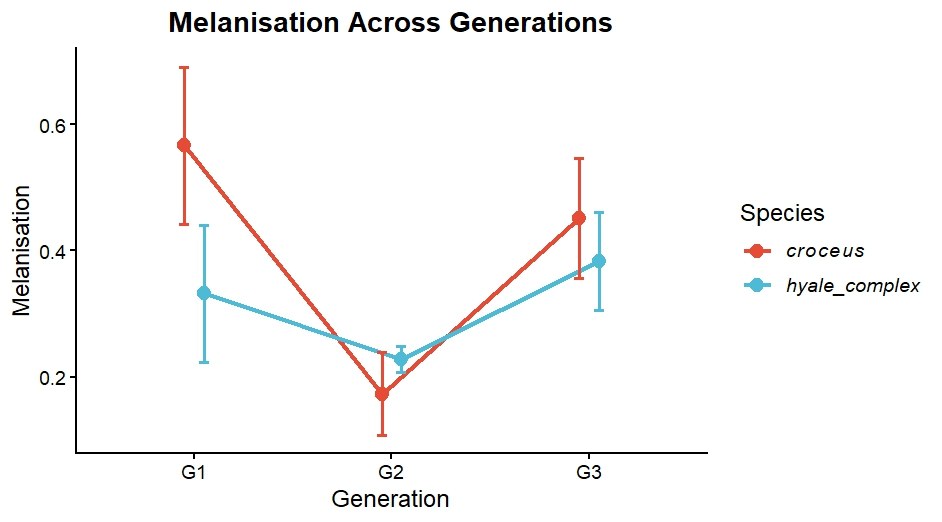 Melanisation Across Generations
Melanisation
0.6
0.4
0.2
G1 G2 G3
Generation
Species
croceus
hyale_complex